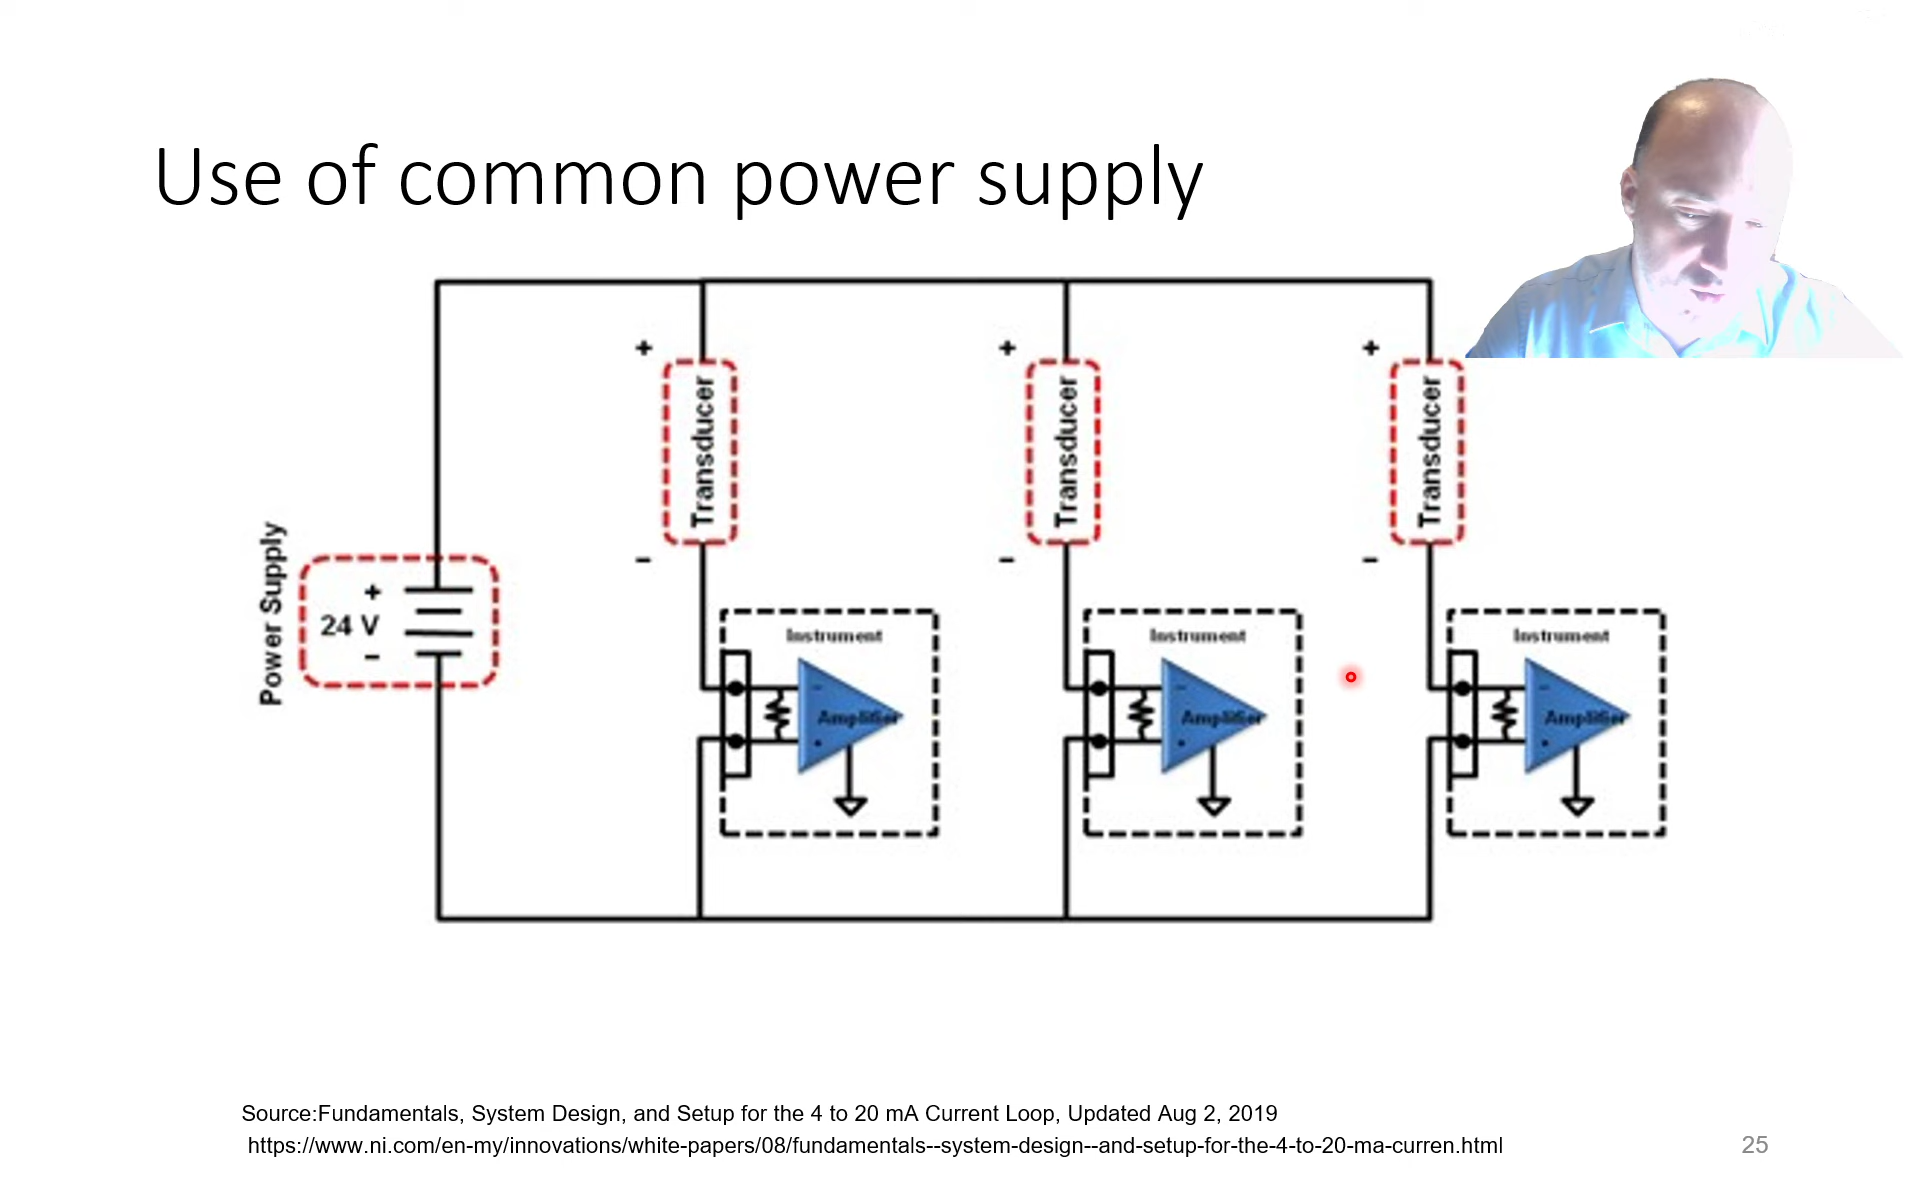 Use of common power supply
+
+
+
Transducer
Transducer
Transducer
-
-
-
Power Supply
+
24 V
-
Instrument
Instrument
Instrument
-
-
-
Amplifier
Amplifier
Amplifier
Source:Fundamentals, System Design, and Setup for the 4 to 20 mA Current Loop, Updated Aug 2, 2019
https://www.ni.com/en-my/innovations/white-papers/08/fundamentals--system-design--and-setup-for-the-4-to-20-ma-curren.html
25